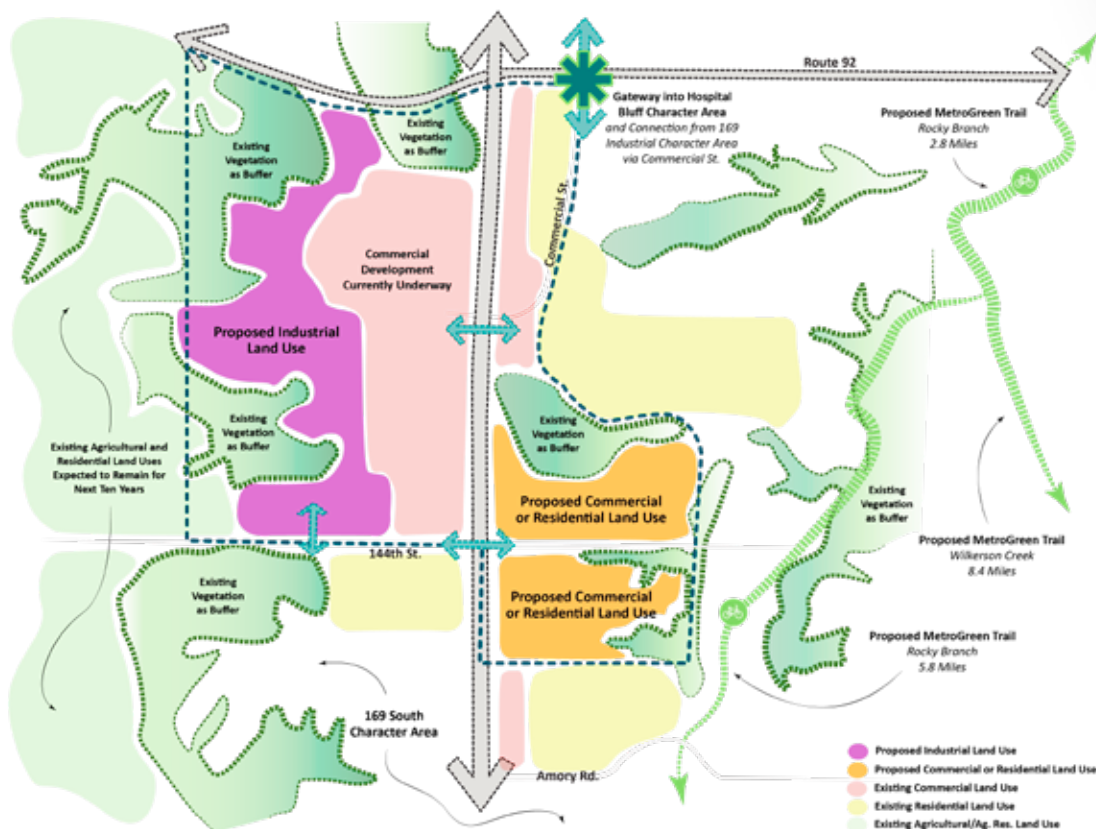 Route 92
Gateway into Hospital
Bluff Character Area
and Connection from 169
Industrial Character Area
via Commercial St.
Proposed MetroGreen Trail
Rocky Branch
2.8 Miles
Existing
Vegetation
as Buffer
Existing
Vegetation
as Buffer
Commercial St.
Commercial
Development
Currently Underway
Proposed Industrial
Land Use
Existing
Vegetation
as Buffer
Existing
Vegetation
as Buffer
Existing Agricultural and
Residential Land Uses
Expected to Remain for
Next Ten Years
Proposed Commercial
or Residential Land Use
Existing
Vegetation
as Buffer
Proposed MetroGreen Trail
Wilkerson Creek
8.4 Miles
144th St.
Existing
Vegetation
as Buffer
Proposed Commercial
or Residential Land Use
Proposed MetroGreen Trail
Rocky Branch
5.8 Miles
169 South
Character Area
Amory Rd.
Proposed Industrial Land Use
Proposed Commercial or Residential Land Use
Existing Commercial Land Use
Existing Residential Land Use
Existing Agricultural/Ag. Res. Land Use